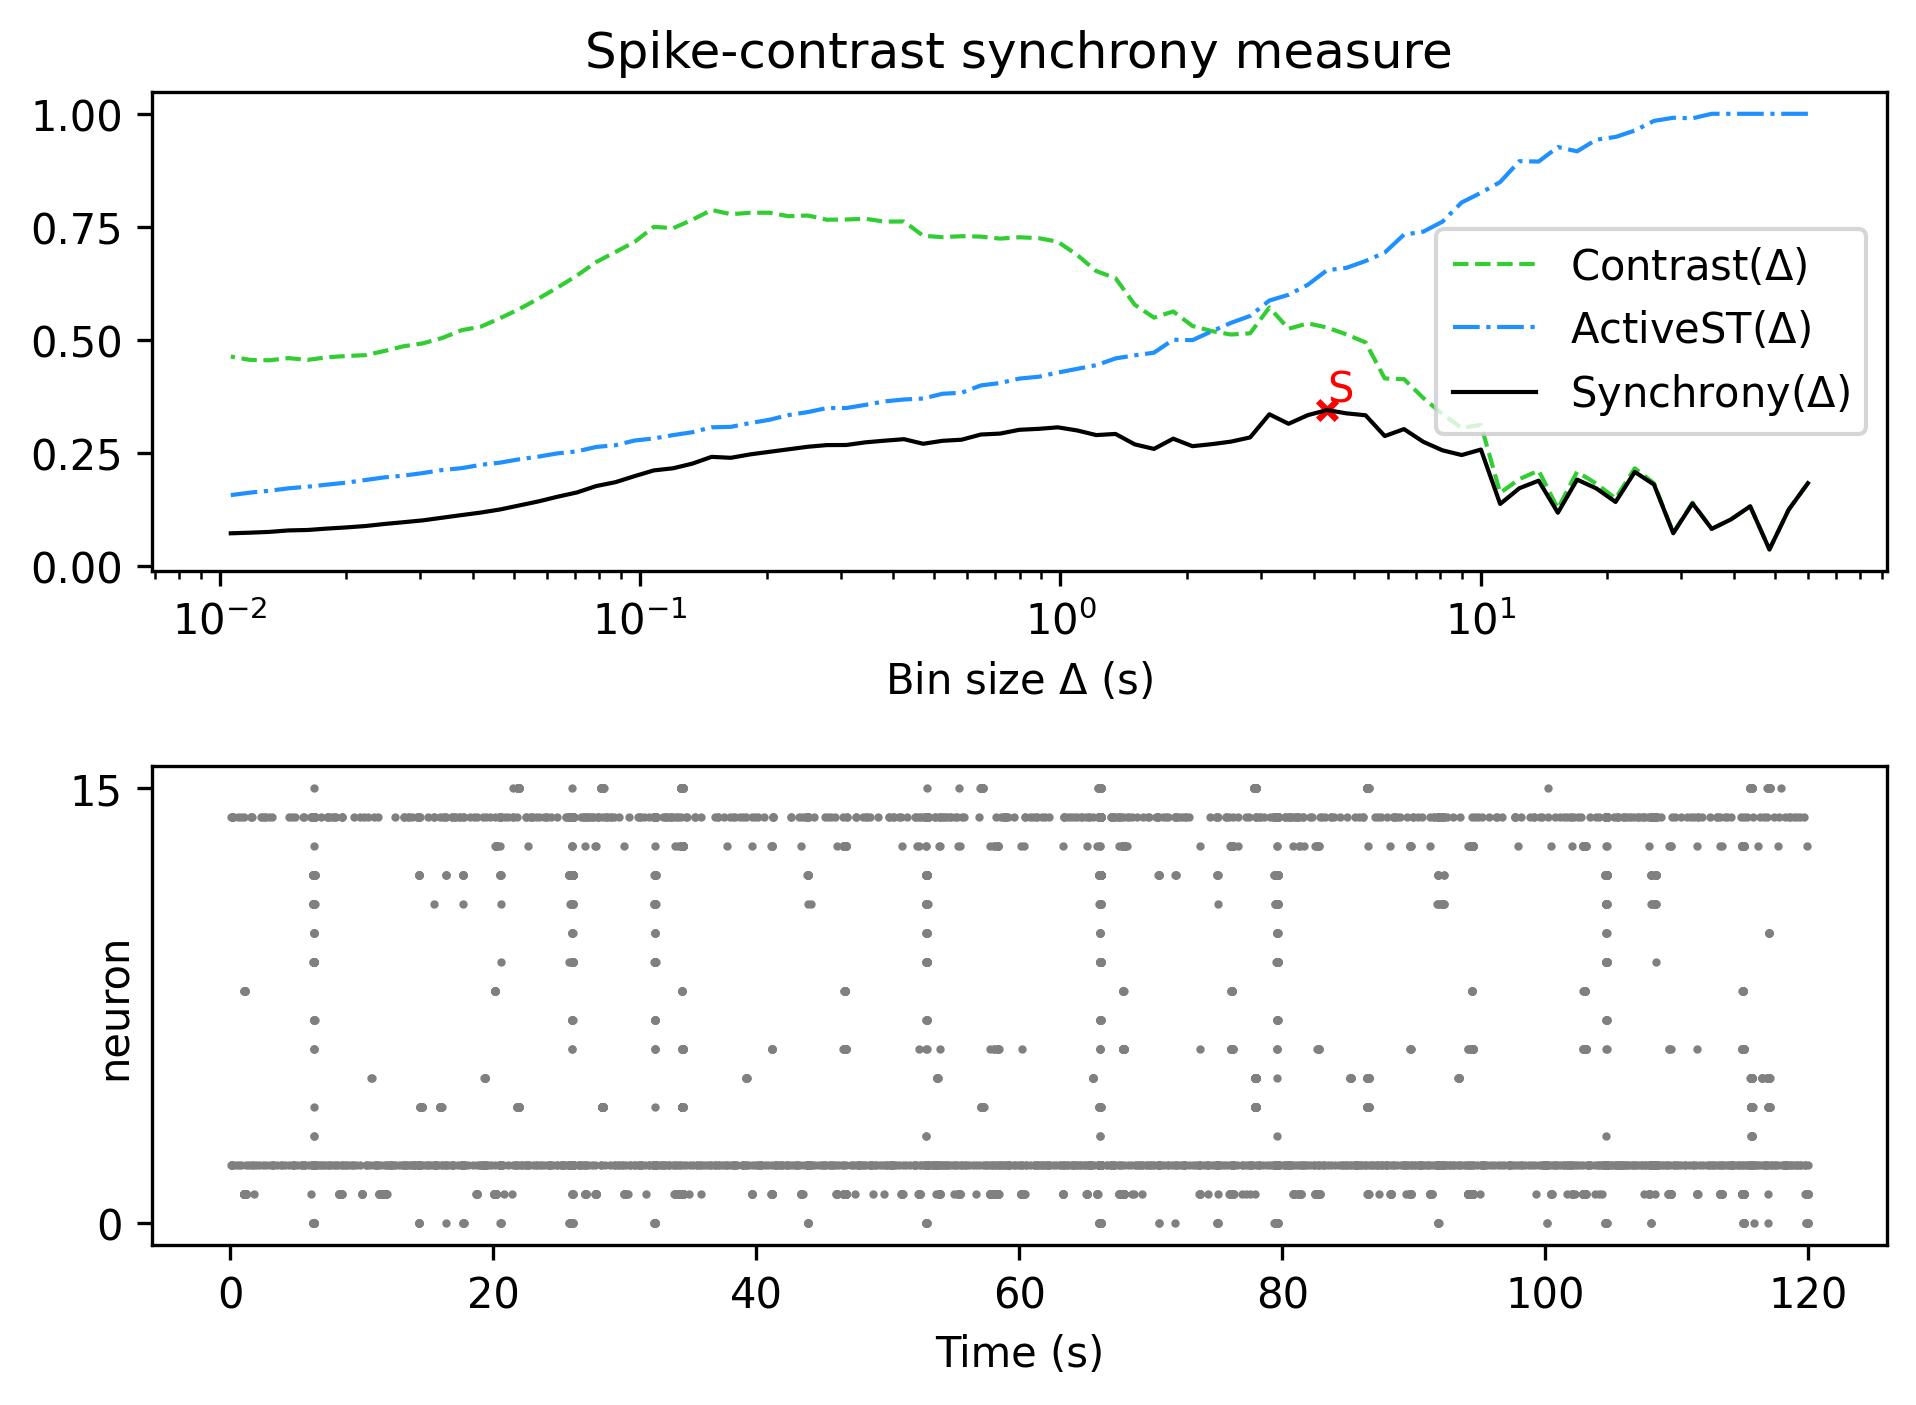 Spike-contrast synchrony measure
1.00
0.75
0.50
0.25
0.00
Contrast(Δ)
ActiveST(Δ)
Synchrony(Δ)
S
10⁻² 10⁻¹ 10⁰ 10¹
Bin size Δ (s)
15
0
neuron
0 20 40 60 80 100 120
Time (s)